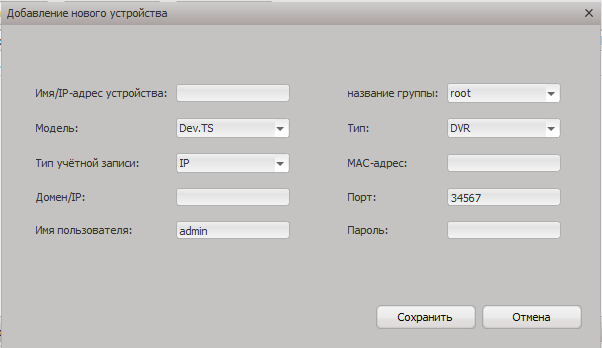 Добавление нового устройства
Имя/IP-адрес устройства: название группы: root
Модель: Dev.TS Тип: DVR
Тип учётной записи: IP MAC-адрес:
Домен/IP: Порт: 34567
Имя пользователя: admin Пароль:
Сохранить Отмена